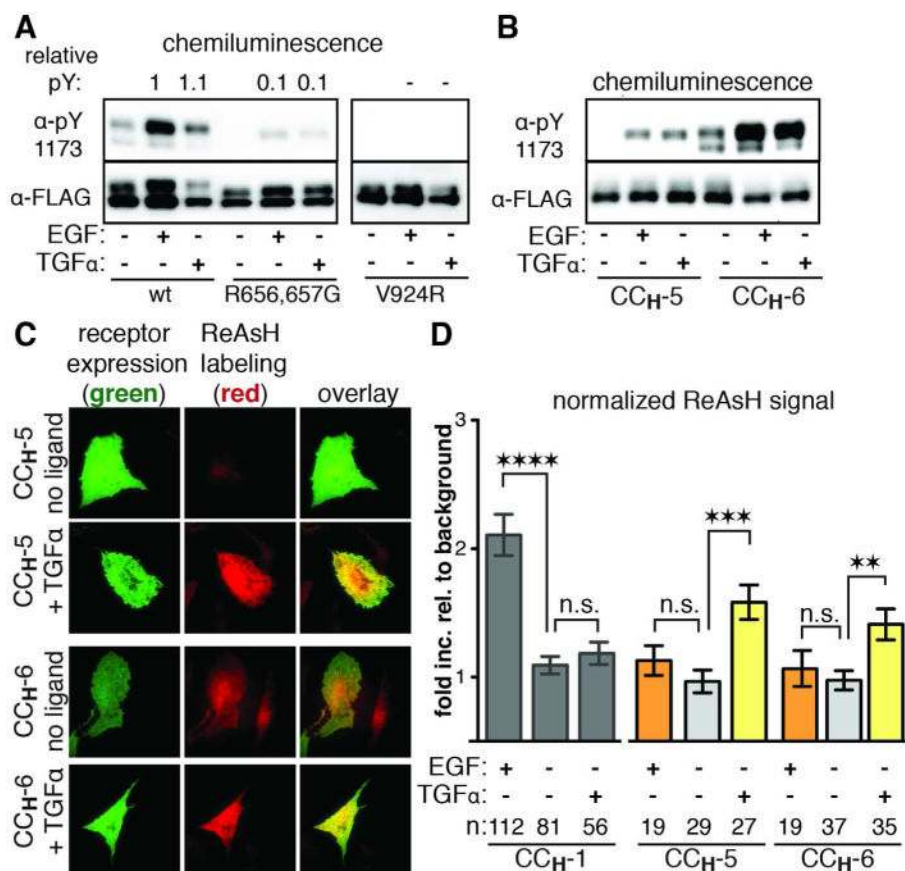 A
chemiluminescence
relative
pY: 1 1.1 0.1 0.1 - -
α-pY
1173
α-FLAG
EGF: - + - - + - - + -
TGFα: - - + - - + - - +
wt R656,657G V924R
B
chemiluminescence
α-pY
1173
α-FLAG
EGF: - + - - + -
TGFα: - - + - - +
CCH-5 CCH-6
C
receptor
expression
(green)
ReAsH
labeling
(red)
overlay
CCH-5
no ligand
CCH-5
+ TGFα
CCH-6
no ligand
CCH-6
+ TGFα
D
normalized ReAsH signal
fold inc. rel. to background
3
2
1
✶✶✶✶
n.s.
n.s.
✶✶✶
n.s.
✶✶
EGF: + - - + - - + - -
TGFα: - - + - - + - - +
n: 112 81 56 19 29 27 19 37 35
CCH-1 CCH-5 CCH-6